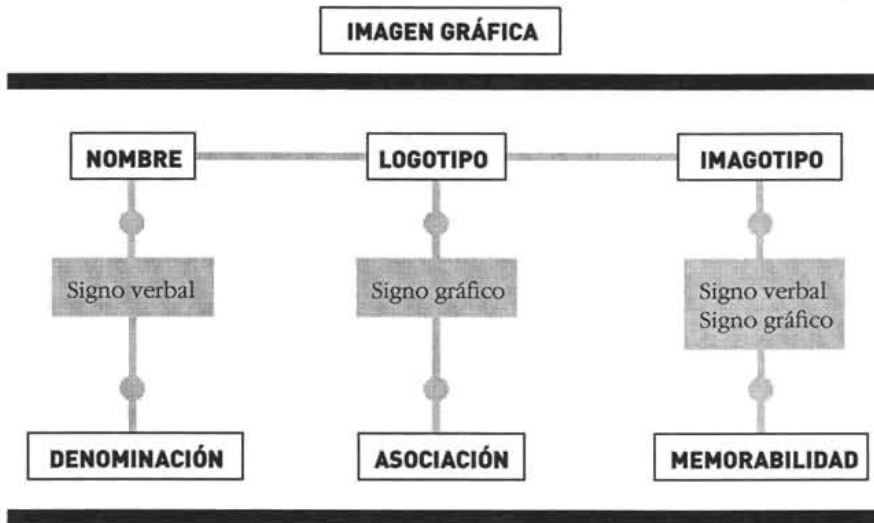 IMAGEN GRÁFICA
NOMBRE
LOGOTIPO
IMAGOTIPO
Signo verbal
Signo gráfico
Signo verbal
Signo gráfico
DENOMINACIÓN
ASOCIACIÓN
MEMORABILIDAD